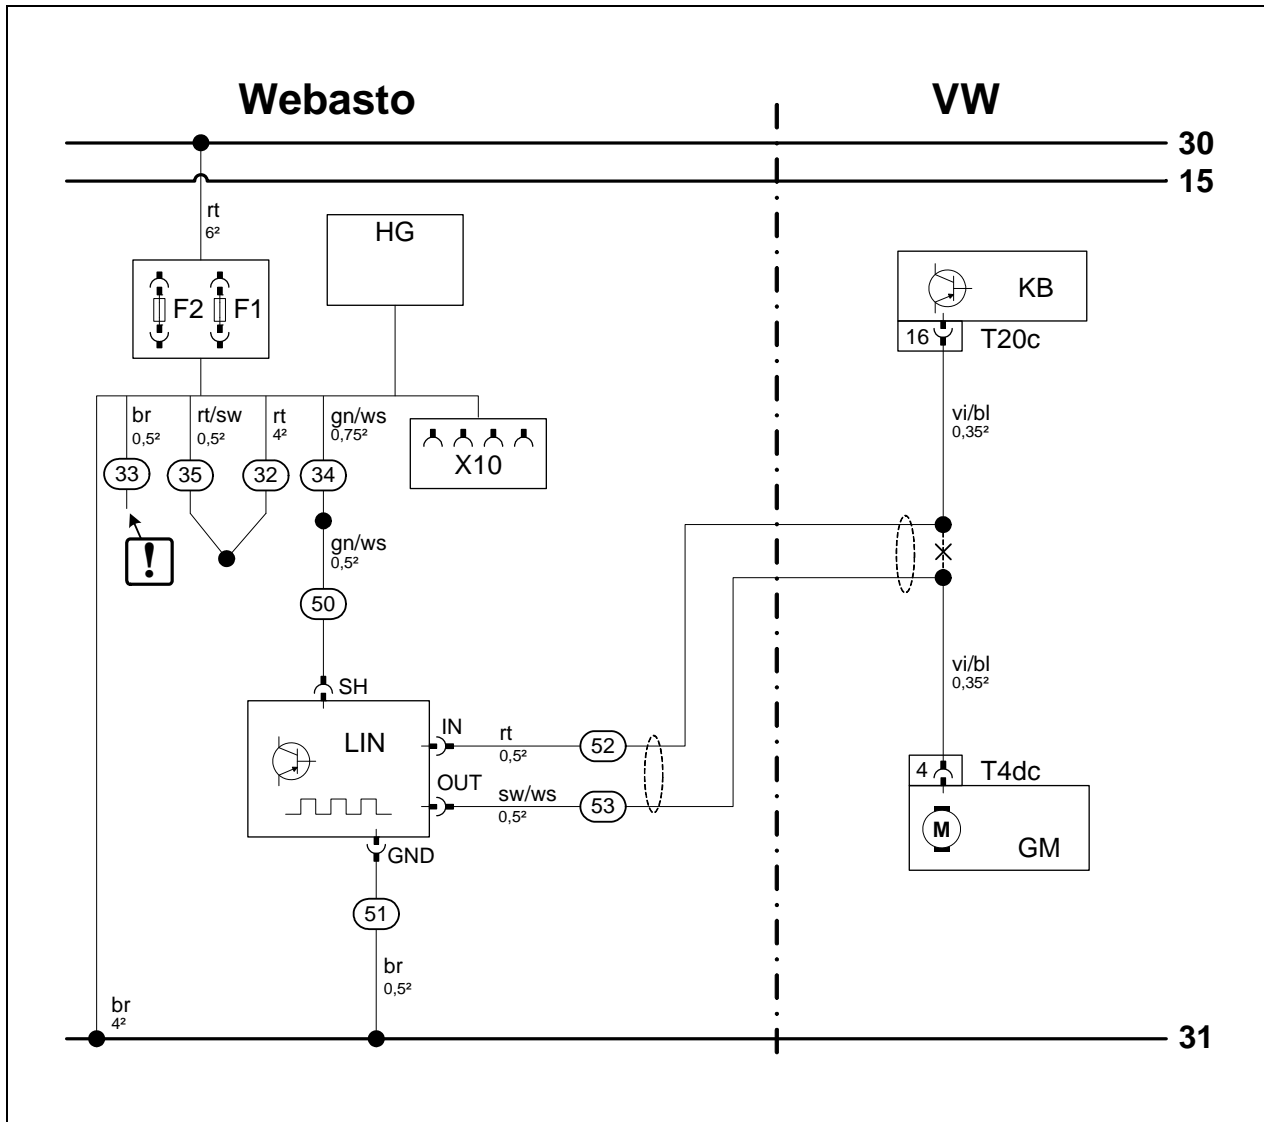 Webasto
VW
30
15
rt
6²
HG
F2
F1
KB
16
T20c
br
0,5²
rt/sw
0,5²
rt
4²
gn/ws
0,75²
vi/bl
0,35²
X10
33
35
32
34
!
gn/ws
0,5²
50
vi/bl
0,35²
SH
LIN
IN
rt
0,5²
52
OUT
sw/ws
0,5²
53
4
T4dc
M
GM
GND
51
br
0,5²
br
4²
31